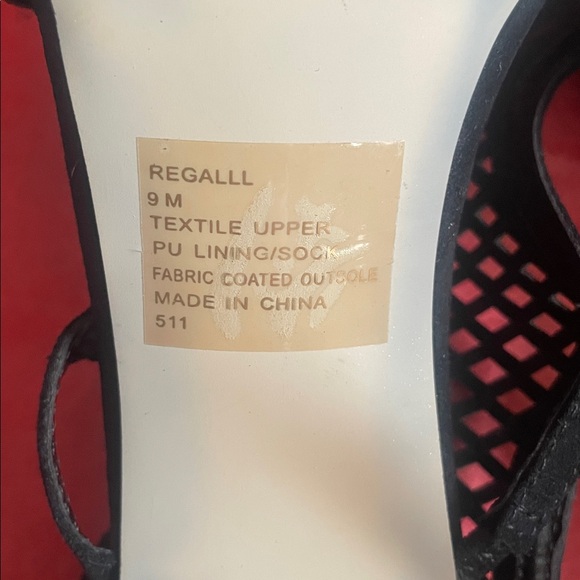 REGALLL
9 M
TEXTILE UPPER
PU LINING/SOCK
FABRIC COATED OUTSOLE
MADE IN CHINA
511